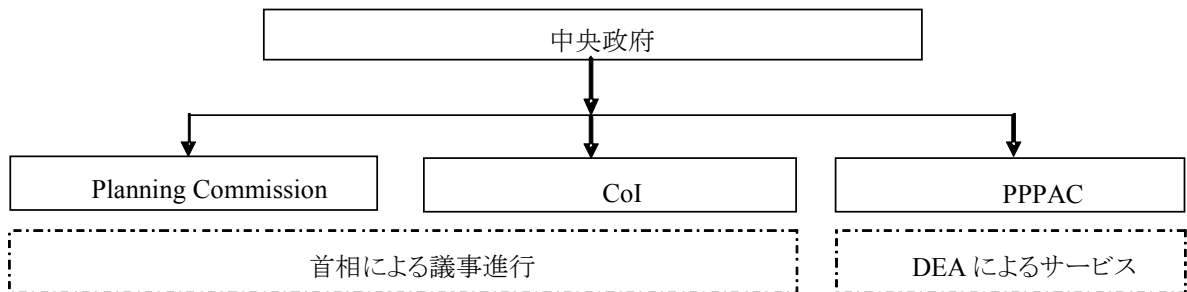 中央政府
Planning Commission
CoI
PPPAC
首相による議事進行
DEA によるサービス